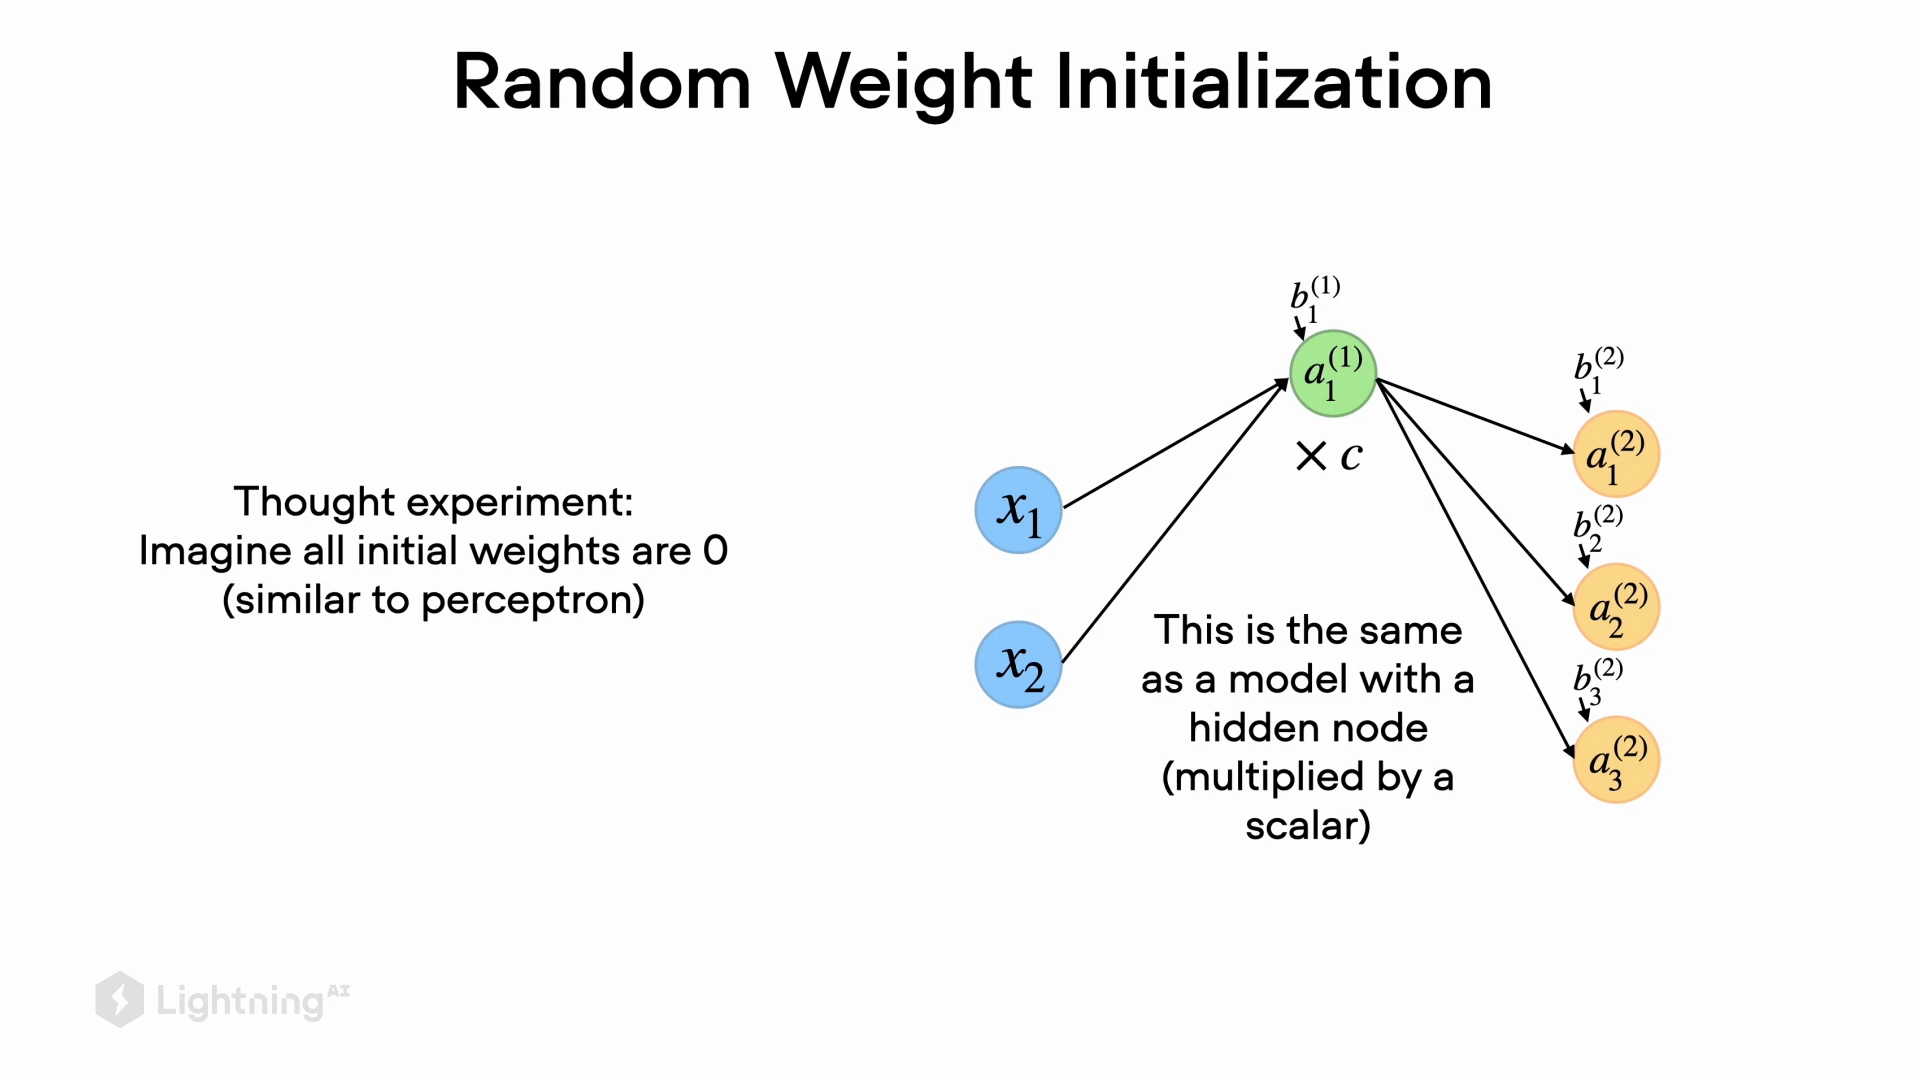 Random Weight Initialization
Thought experiment:
Imagine all initial weights are 0
(similar to perceptron)
x₁
x₂
b₁⁽¹⁾
a₁⁽¹⁾
× c
This is the same
as a model with a
hidden node
(multiplied by a
scalar)
b₁⁽²⁾
a₁⁽²⁾
b₂⁽²⁾
a₂⁽²⁾
b₃⁽²⁾
a₃⁽²⁾
Lightning AI